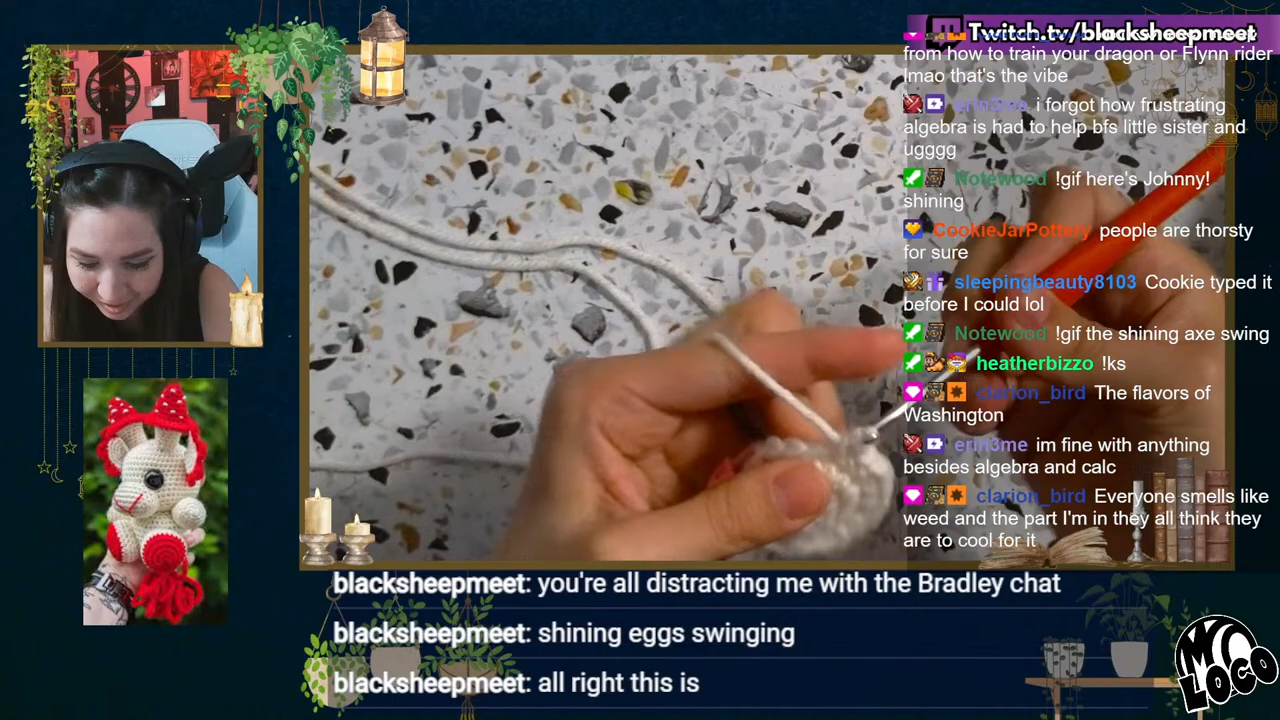 Twitch.tv/blacksheepmeet
from how to train your dragon or Flynn rider
lmao that's the vibe
erin3me i forgot how frustrating
algebra is had to help bfs little sister and
ugggg
Notewood !gif here's Johnny!
shining
CookieJarPottery people are thorsty
for sure
sleepingbeauty8103 Cookie typed it
before I could lol
Notewood !gif the shining axe swing
heatherbizzo !ks
clarion_bird The flavors of
Washington
erin3me im fine with anything
besides algebra and calc
clarion_bird Everyone smells like
weed and the part I'm in they all think they
are to cool for it
blacksheepmeet: you're all distracting me with the Bradley chat
blacksheepmeet: shining eggs swinging
blacksheepmeet: all right this is
MC
LOCO